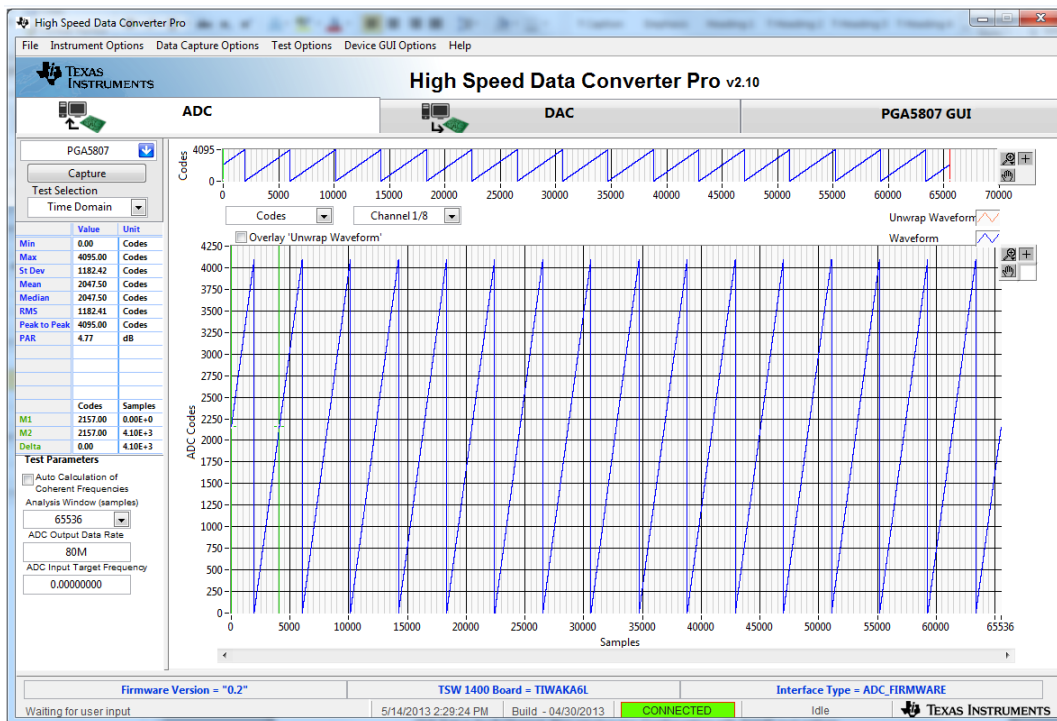 High Speed Data Converter Pro
File Instrument Options Data Capture Options Test Options Device GUI Options Help
TEXAS INSTRUMENTS
High Speed Data Converter Pro v2.10
ADC
DAC
PGA5807 GUI
PGA5807
Capture
Test Selection
Time Domain
Value Unit
Min 0.00 Codes
Max 4095.00 Codes
St Dev 1182.42 Codes
Mean 2047.50 Codes
Median 2047.50 Codes
RMS 1182.41 Codes
Peak to Peak 4095.00 Codes
PAR 4.77 dB
Codes Samples
M1 2157.00 0.00E+0
M2 2157.00 4.10E+3
Delta 0.00 4.10E+3
Test Parameters
Auto Calculation of
Coherent Frequencies
Analysis Window (samples)
65536
ADC Output Data Rate
80M
ADC Input Target Frequency
0.00000000
Codes
4095
0
0 5000 10000 15000 20000 25000 30000 35000 40000 45000 50000 55000 60000 65000 70000
Codes
Channel 1/8
Unwrap Waveform
Overlay 'Unwrap Waveform'
Waveform
ADC Codes
4250
4000
3750
3500
3250
3000
2750
2500
2250
2000
1750
1500
1250
1000
750
500
250
0
0 5000 10000 15000 20000 25000 30000 35000 40000 45000 50000 55000 60000 65536
Samples
Firmware Version = "0.2"
TSW 1400 Board = TIWAKA6L
Interface Type = ADC_FIRMWARE
Waiting for user input
5/14/2013 2:29:24 PM
Build - 04/30/2013
CONNECTED
Idle
TEXAS INSTRUMENTS